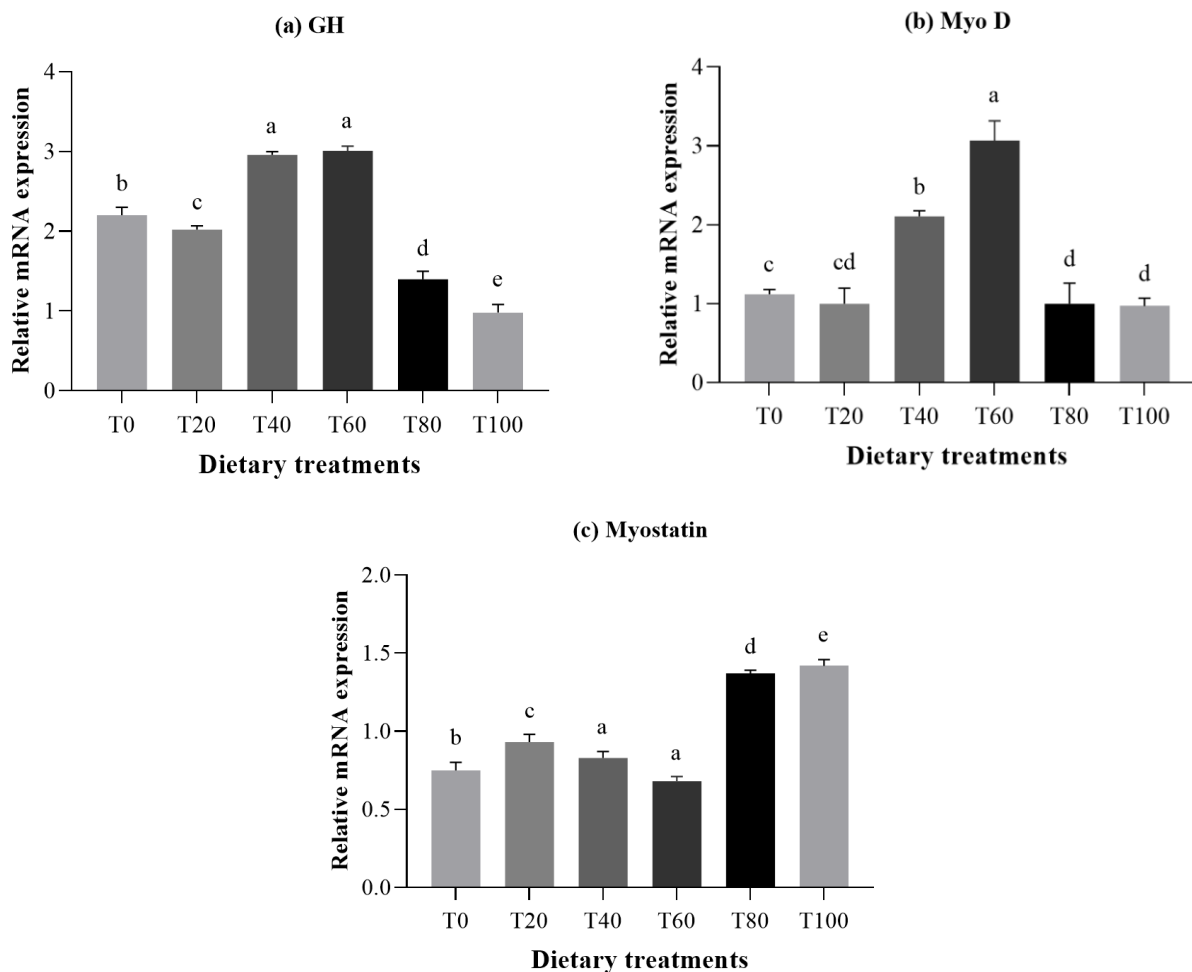 (a) GH
Relative mRNA expression
4
3
2
1
0
b
c
a
a
d
e
T0 T20 T40 T60 T80 T100
Dietary treatments
(b) Myo D
Relative mRNA expression
4
3
2
1
0
c
cd
b
a
d
d
T0 T20 T40 T60 T80 T100
Dietary treatments
(c) Myostatin
Relative mRNA expression
2.0
1.5
1.0
0.5
0.0
b
c
a
a
d
e
T0 T20 T40 T60 T80 T100
Dietary treatments